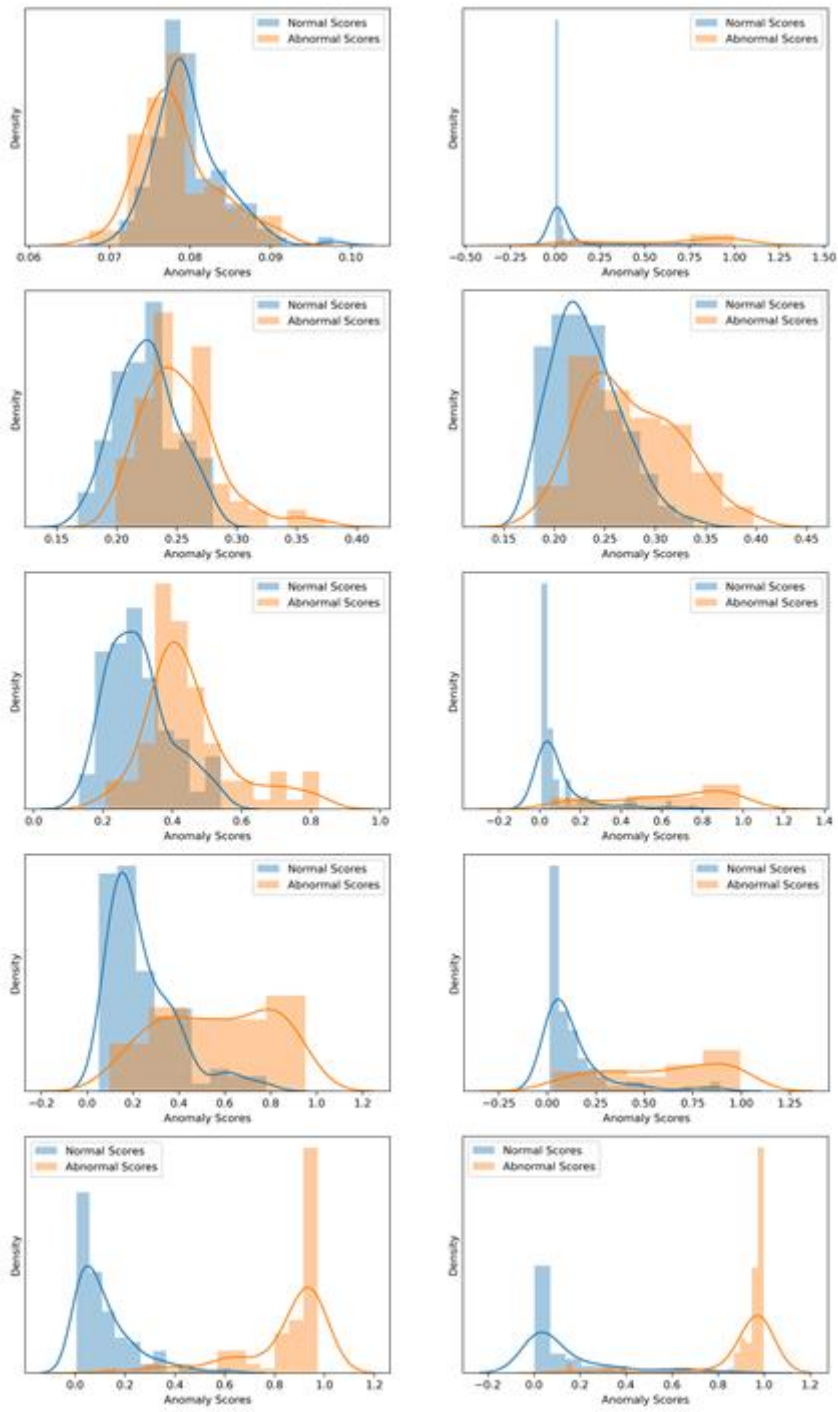 Normal Scores
Abnormal Scores
Density
0.06 0.07 0.08 0.09 0.10
Anomaly Scores
Normal Scores
Abnormal Scores
Density
−0.50 −0.25 0.00 0.25 0.50 0.75 1.00 1.25 1.50
Anomaly Scores
Normal Scores
Abnormal Scores
Density
0.15 0.20 0.25 0.30 0.35 0.40
Anomaly Scores
Normal Scores
Abnormal Scores
Density
0.15 0.20 0.25 0.30 0.35 0.40 0.45
Anomaly Scores
Normal Scores
Abnormal Scores
Density
0.0 0.2 0.4 0.6 0.8 1.0
Anomaly Scores
Normal Scores
Abnormal Scores
Density
−0.2 0.0 0.2 0.4 0.6 0.8 1.0 1.2 1.4
Anomaly Scores
Normal Scores
Abnormal Scores
Density
−0.2 0.0 0.2 0.4 0.6 0.8 1.0 1.2
Anomaly Scores
Normal Scores
Abnormal Scores
Density
−0.25 0.00 0.25 0.50 0.75 1.00 1.25
Anomaly Scores
Normal Scores
Abnormal Scores
Density
0.0 0.2 0.4 0.6 0.8 1.0 1.2
Anomaly Scores
Normal Scores
Abnormal Scores
Density
−0.2 0.0 0.2 0.4 0.6 0.8 1.0 1.2
Anomaly Scores